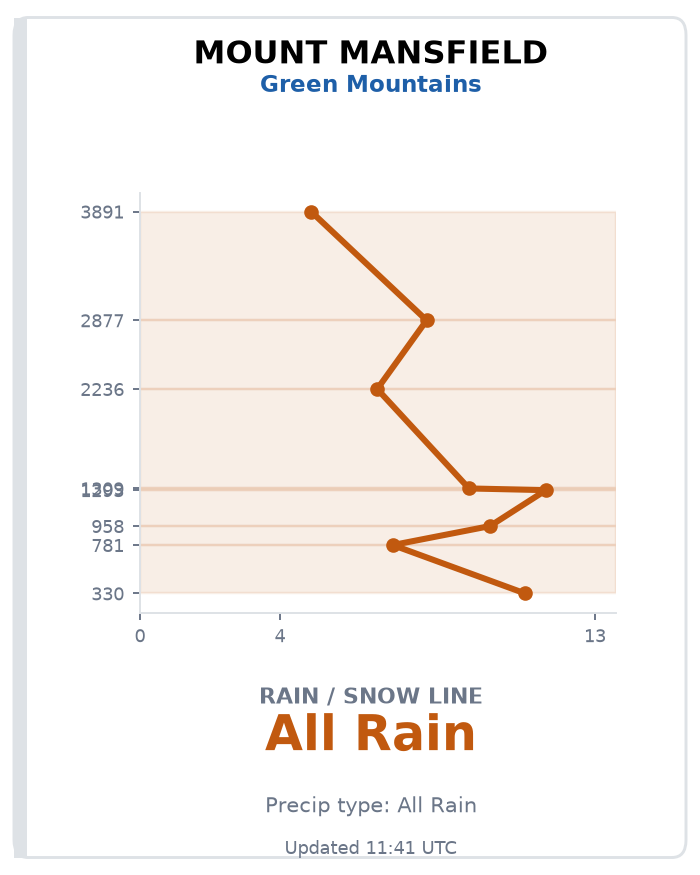 MOUNT MANSFIELD
Green Mountains
3891
2877
2236
958
781
330
0 4 13
RAIN / SNOW LINE
All Rain
Precip type: All Rain
Updated 11:41 UTC